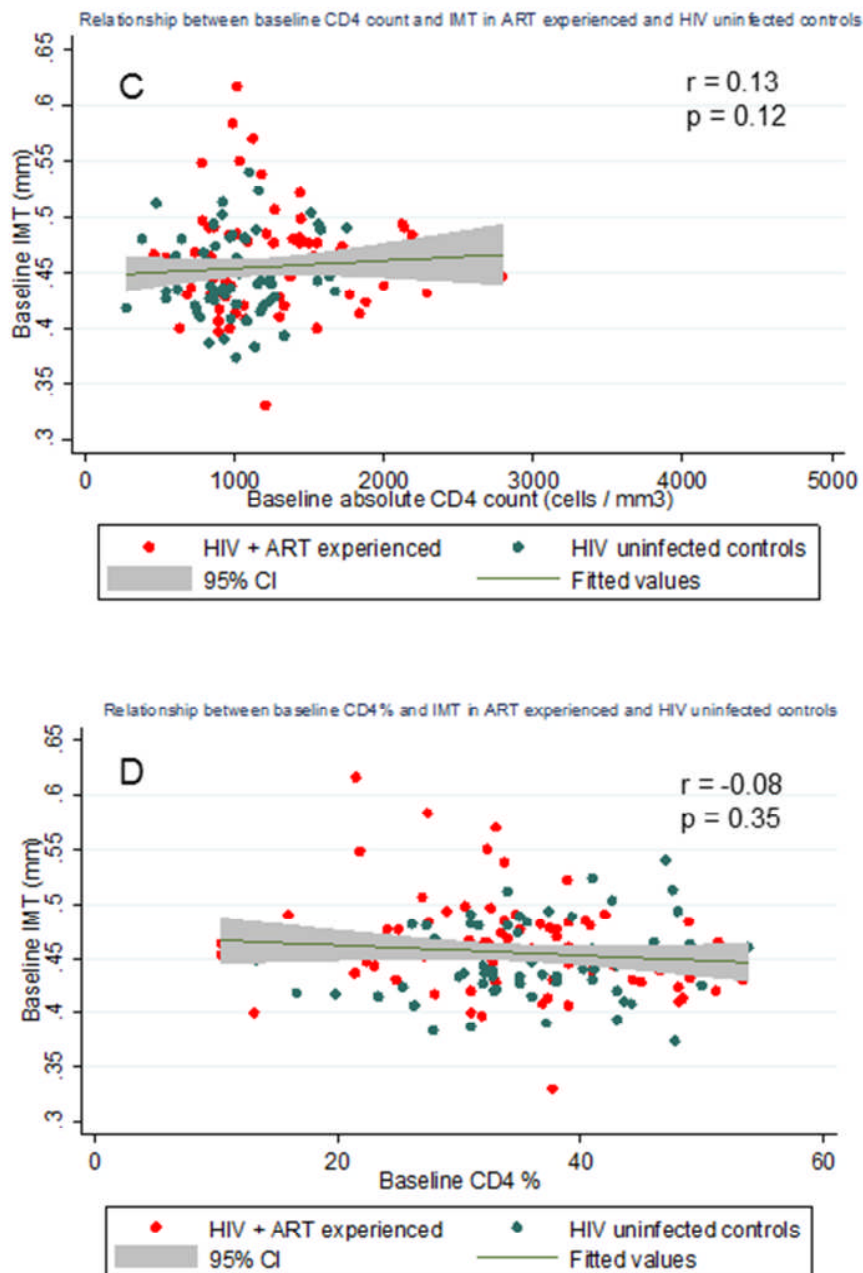 Relationship between baseline CD4 count and IMT in ART experienced and HIV uninfected controls
C
r = 0.13
p = 0.12
Baseline IMT (mm)
.65
.6
.55
.5
.45
.4
.35
.3
0 1000 2000 3000 4000 5000
Baseline absolute CD4 count (cells / mm3)
HIV + ART experienced HIV uninfected controls
95% CI Fitted values
Relationship between baseline CD4% and IMT in ART experienced and HIV uninfected controls
D
r = -0.08
p = 0.35
Baseline IMT (mm)
.65
.6
.55
.5
.45
.4
.35
.3
0 20 40 60
Baseline CD4 %
HIV + ART experienced HIV uninfected controls
95% CI Fitted values